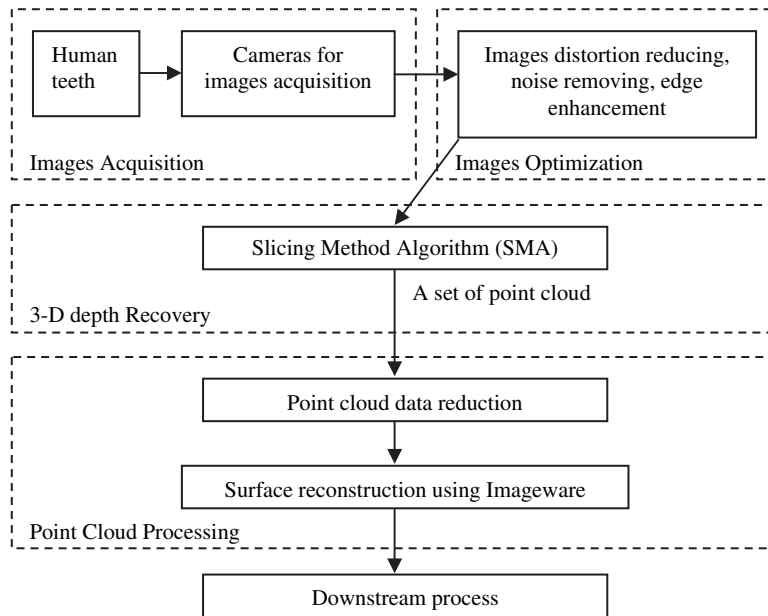 Human
teeth
Cameras for
images acquisition
Images distortion reducing,
noise removing, edge
enhancement
Images Acquisition
Images Optimization
Slicing Method Algorithm (SMA)
A set of point cloud
3-D depth Recovery
Point cloud data reduction
Surface reconstruction using Imageware
Point Cloud Processing
Downstream process